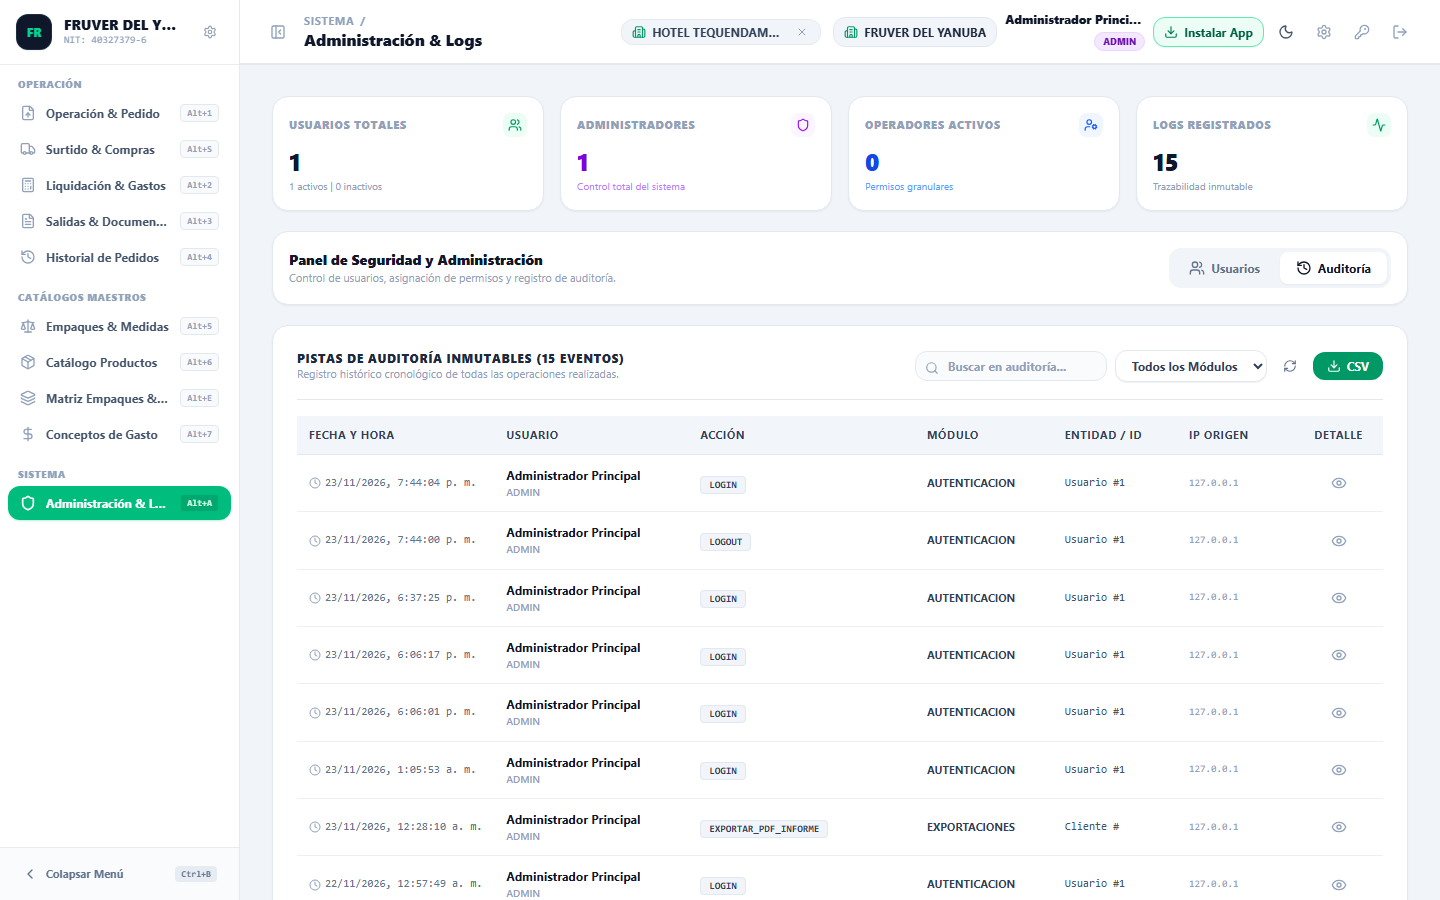 FR
FRUVER DEL Y...
NIT: 40327379-6
OPERACIÓN
Operación & Pedido Alt+1
Surtido & Compras Alt+S
Liquidación & Gastos Alt+2
Salidas & Documen... Alt+3
Historial de Pedidos Alt+4
CATÁLOGOS MAESTROS
Empaques & Medidas Alt+5
Catálogo Productos Alt+6
Matriz Empaques &... Alt+E
Conceptos de Gasto Alt+7
SISTEMA
Administración & L... Alt+A
Colapsar Menú Ctrl+B
SISTEMA /
Administración & Logs
HOTEL TEQUENDAM...
FRUVER DEL YANUBA
Administrador Princi...
ADMIN
Instalar App
USUARIOS TOTALES
1
1 activos | 0 inactivos
ADMINISTRADORES
1
Control total del sistema
OPERADORES ACTIVOS
0
Permisos granulares
LOGS REGISTRADOS
15
Trazabilidad inmutable
Panel de Seguridad y Administración
Control de usuarios, asignación de permisos y registro de auditoría.
Usuarios
Auditoría
PISTAS DE AUDITORÍA INMUTABLES (15 EVENTOS)
Registro histórico cronológico de todas las operaciones realizadas.
Buscar en auditoría...
Todos los Módulos
CSV
FECHA Y HORA USUARIO ACCIÓN MÓDULO ENTIDAD / ID IP ORIGEN DETALLE
23/11/2026, 7:44:04 p. m. Administrador Principal LOGIN AUTENTICACION Usuario #1 127.0.0.1
ADMIN
23/11/2026, 7:44:00 p. m. Administrador Principal LOGOUT AUTENTICACION Usuario #1 127.0.0.1
ADMIN
23/11/2026, 6:37:25 p. m. Administrador Principal LOGIN AUTENTICACION Usuario #1 127.0.0.1
ADMIN
23/11/2026, 6:06:17 p. m. Administrador Principal LOGIN AUTENTICACION Usuario #1 127.0.0.1
ADMIN
23/11/2026, 6:06:01 p. m. Administrador Principal LOGIN AUTENTICACION Usuario #1 127.0.0.1
ADMIN
23/11/2026, 1:05:53 a. m. Administrador Principal LOGIN AUTENTICACION Usuario #1 127.0.0.1
ADMIN
23/11/2026, 12:28:10 a. m. Administrador Principal EXPORTAR_PDF_INFORME EXPORTACIONES Cliente # 127.0.0.1
ADMIN
22/11/2026, 12:57:49 a. m. Administrador Principal LOGIN AUTENTICACION Usuario #1 127.0.0.1
ADMIN